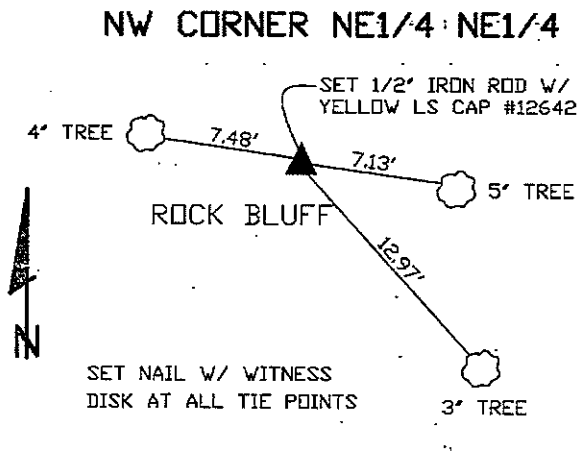 NW CORNER NE1/4 NE1/4
SET 1/2" IRON ROD W/
YELLOW LS CAP #12642
4" TREE
7.48'
7.13'
5" TREE
ROCK BLUFF
12.97'
N
SET NAIL W/ WITNESS
DISK AT ALL TIE POINTS
3" TREE